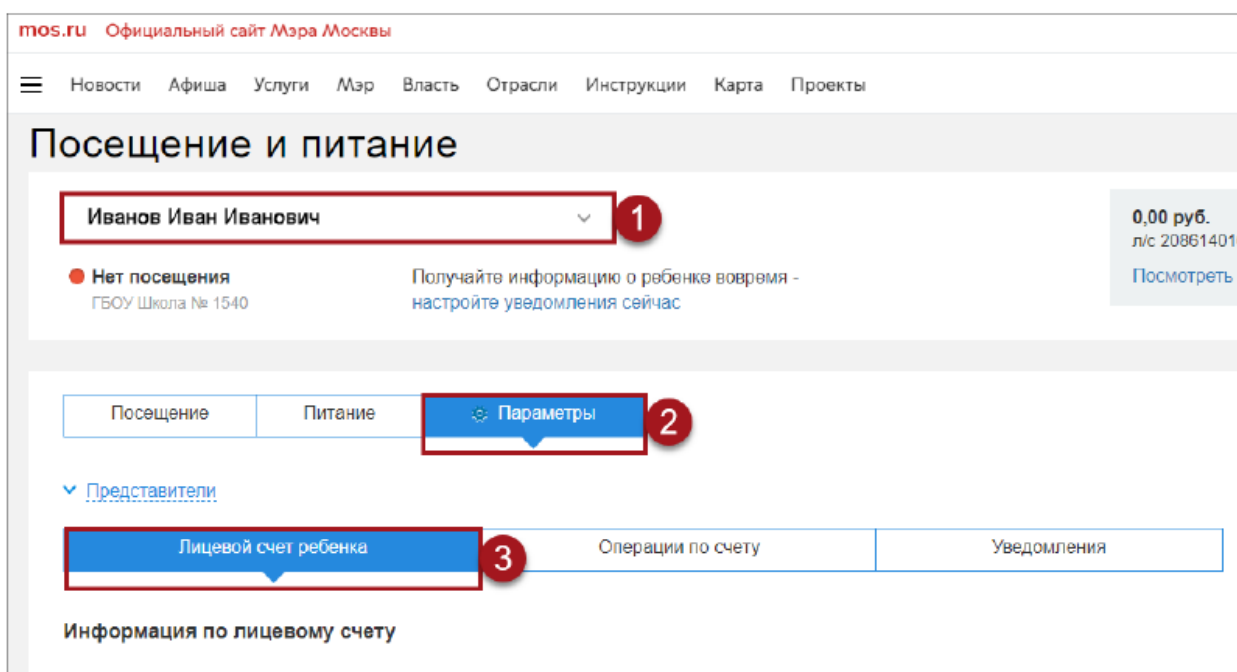 mos.ru Официальный сайт Мэра Москвы
Новости Афиша Услуги Мэр Власть Отрасли Инструкции Карта Проекты
Посещение и питание
Иванов Иван Иванович 1
0,00 руб.
л/с 20861401
Нет посещения
ГБОУ Школа № 1540
Получайте информацию о ребенке вовремя -
настройте уведомления сейчас
Посмотреть
Посещение Питание Параметры 2
Представители
Лицевой счет ребенка 3 Операции по счету Уведомления
Информация по лицевому счету